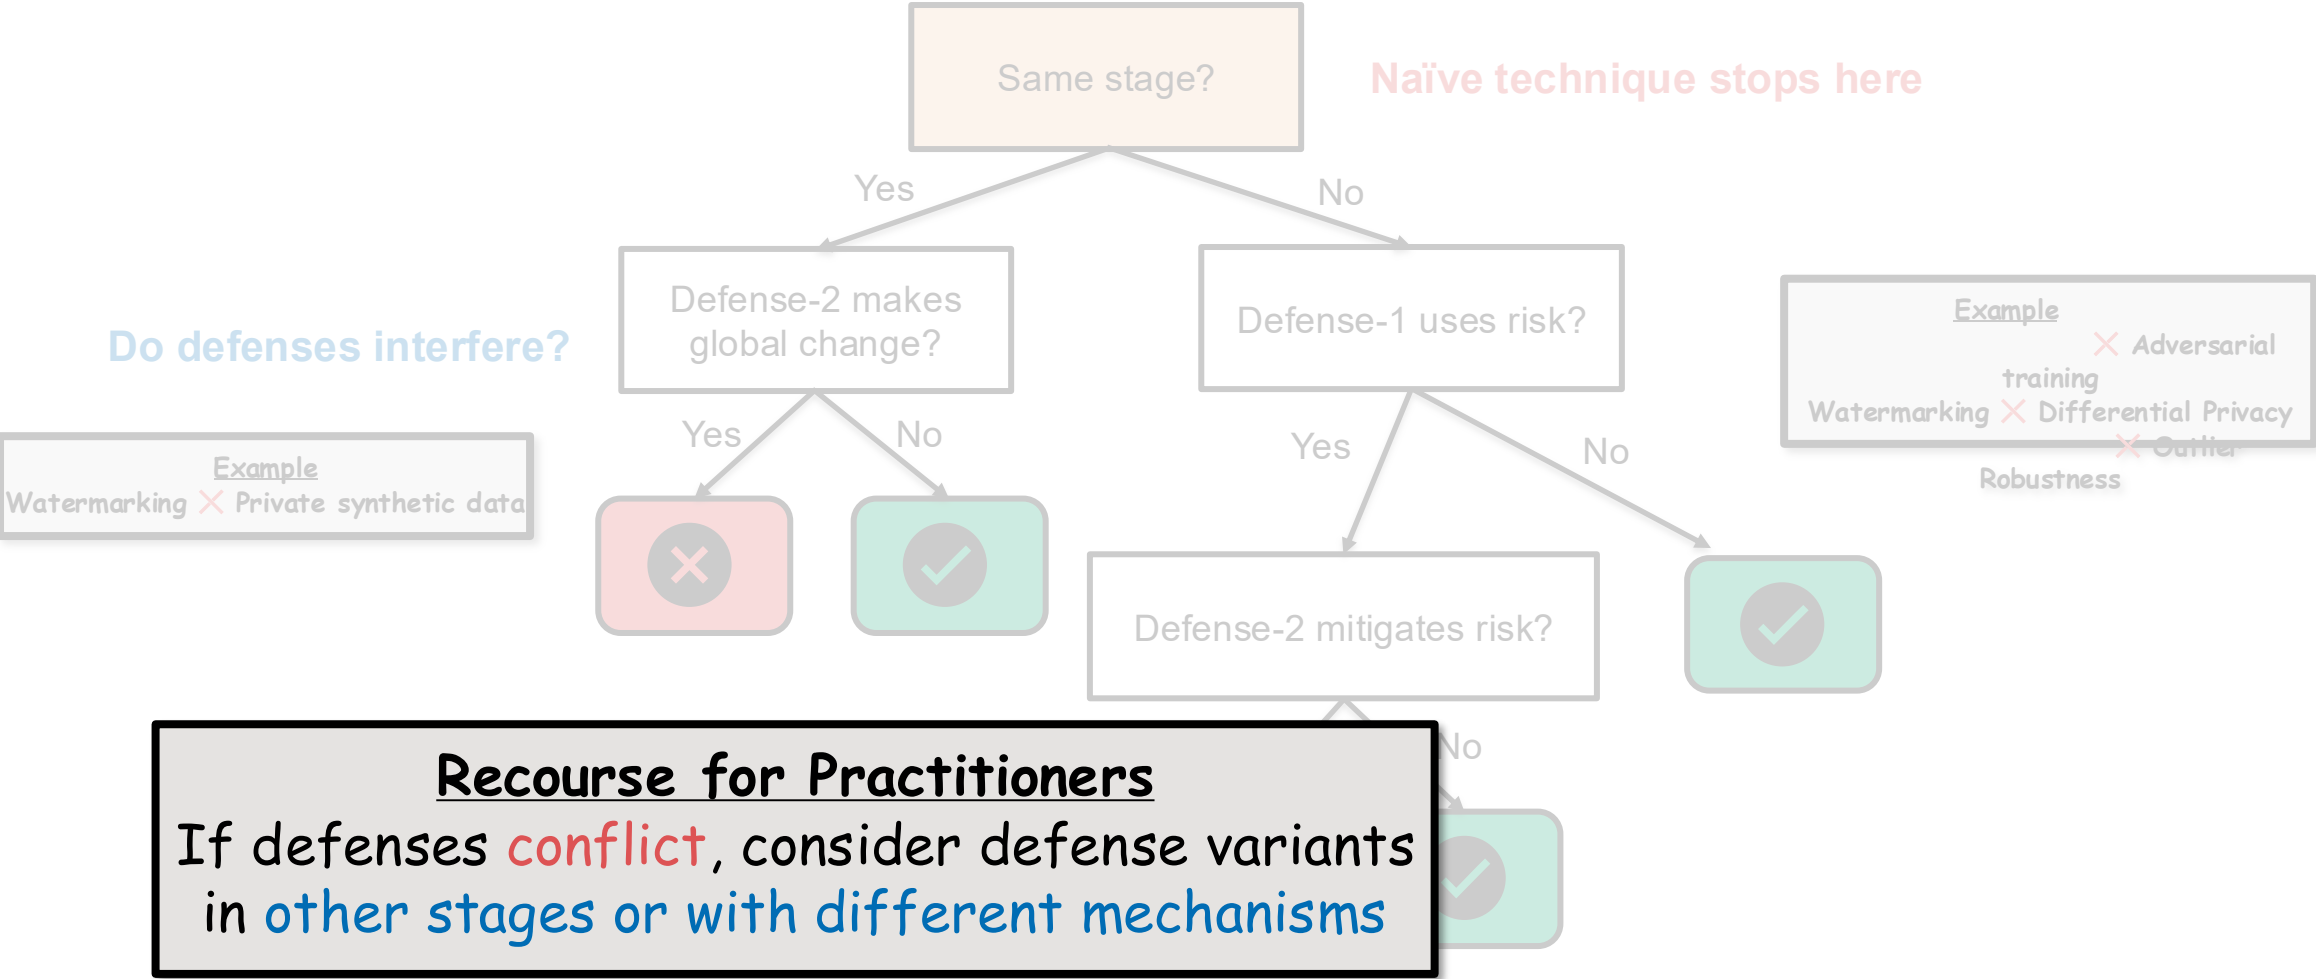 Same stage?
Naïve technique stops here
Yes
No
Defense-2 makes
global change?
Defense-1 uses risk?
Do defenses interfere?
Example
✕ Adversarial
training
Watermarking ✕ Differential Privacy
✕ Outlier
Robustness
Yes
No
Yes
No
Example
Watermarking ✕ Private synthetic data
Defense-2 mitigates risk?
No
Recourse for Practitioners
If defenses conflict, consider defense variants
in other stages or with different mechanisms